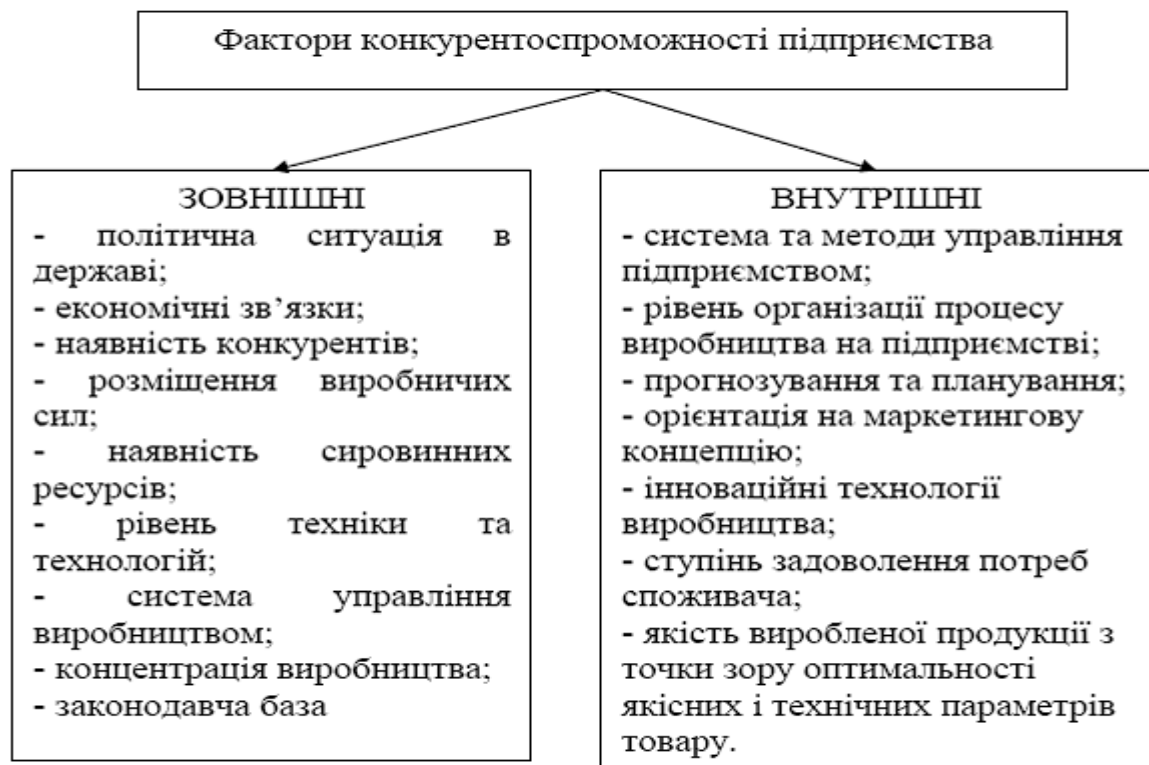 Фактори конкурентоспроможності підприємства
ЗОВНІШНІ
- політична ситуація в
державі;
- економічні зв’язки;
- наявність конкурентів;
- розміщення виробничих
сил;
- наявність сировинних
ресурсів;
- рівень техніки та
технологій;
- система управління
виробництвом;
- концентрація виробництва;
- законодавча база
ВНУТРІШНІ
- система та методи управління
підприємством;
- рівень організації процесу
виробництва на підприємстві;
- прогнозування та планування;
- орієнтація на маркетингову
концепцію;
- інноваційні технології
виробництва;
- ступінь задоволення потреб
споживача;
- якість виробленої продукції з
точки зору оптимальності
якісних і технічних параметрів
товару.